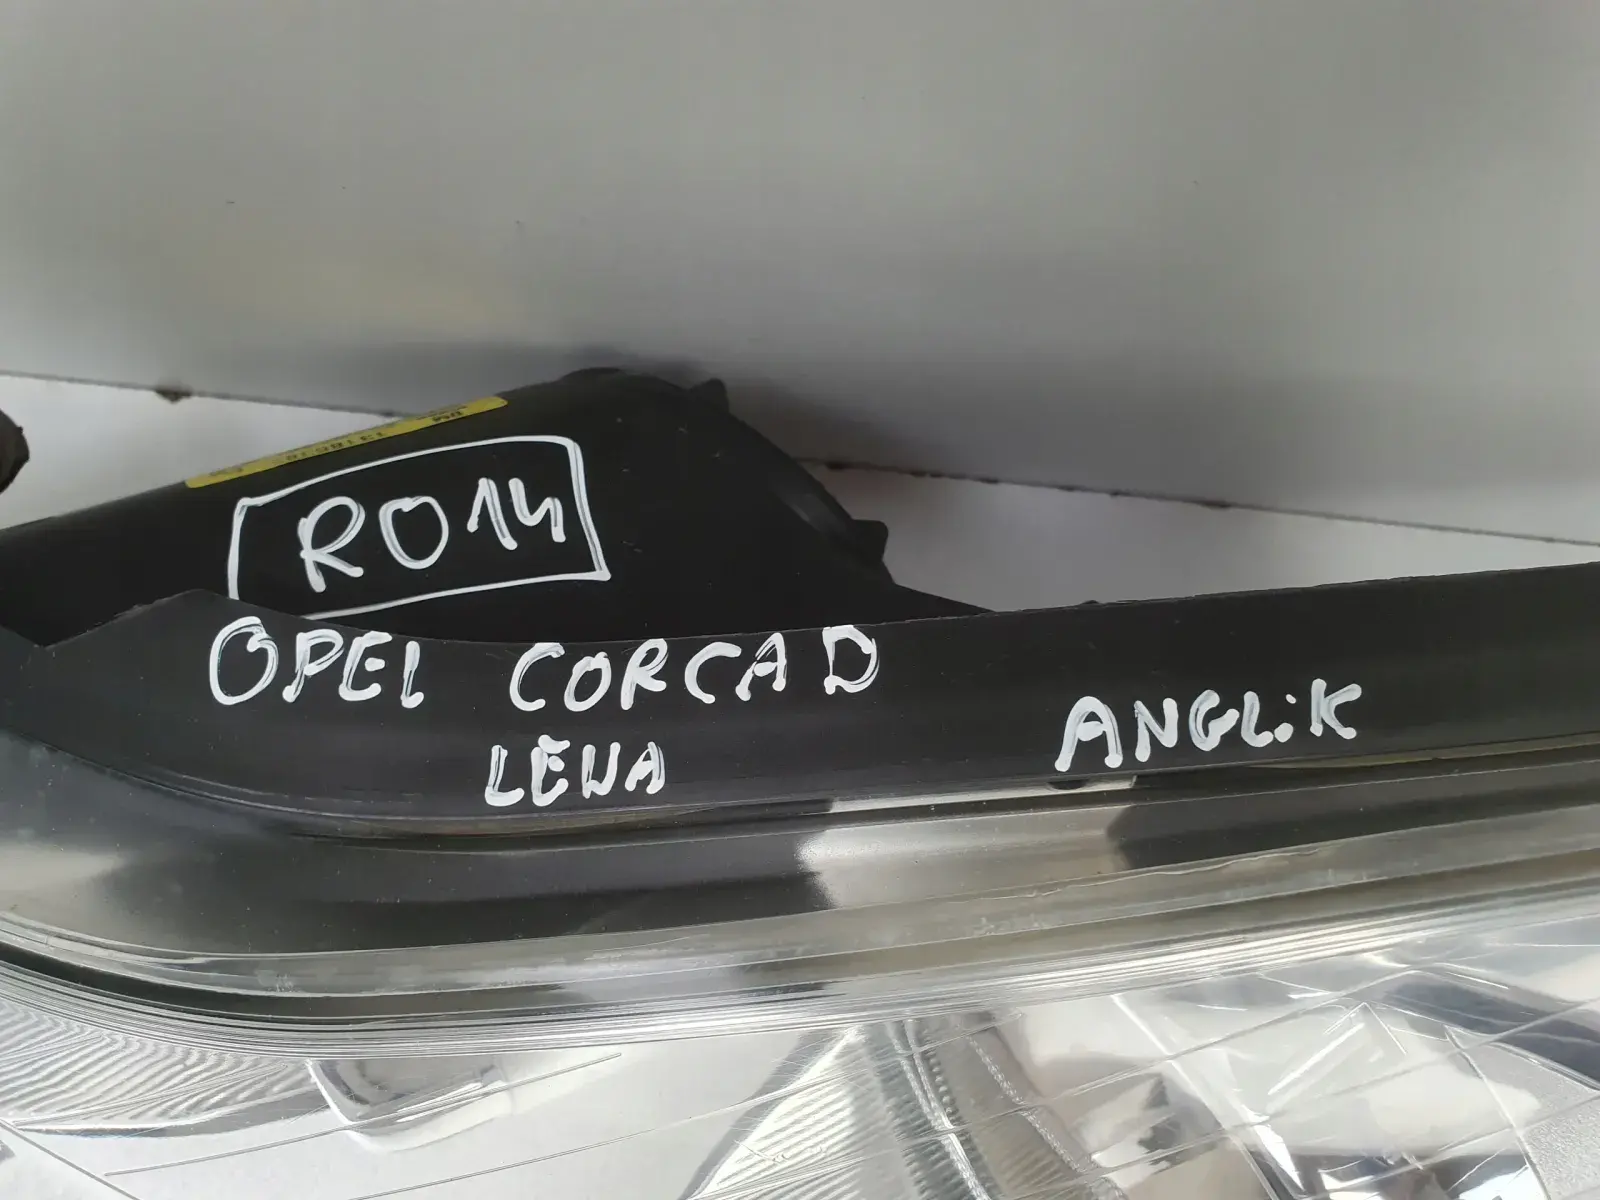 RO14
OPEL CORCA D
LEWA
ANGLIK